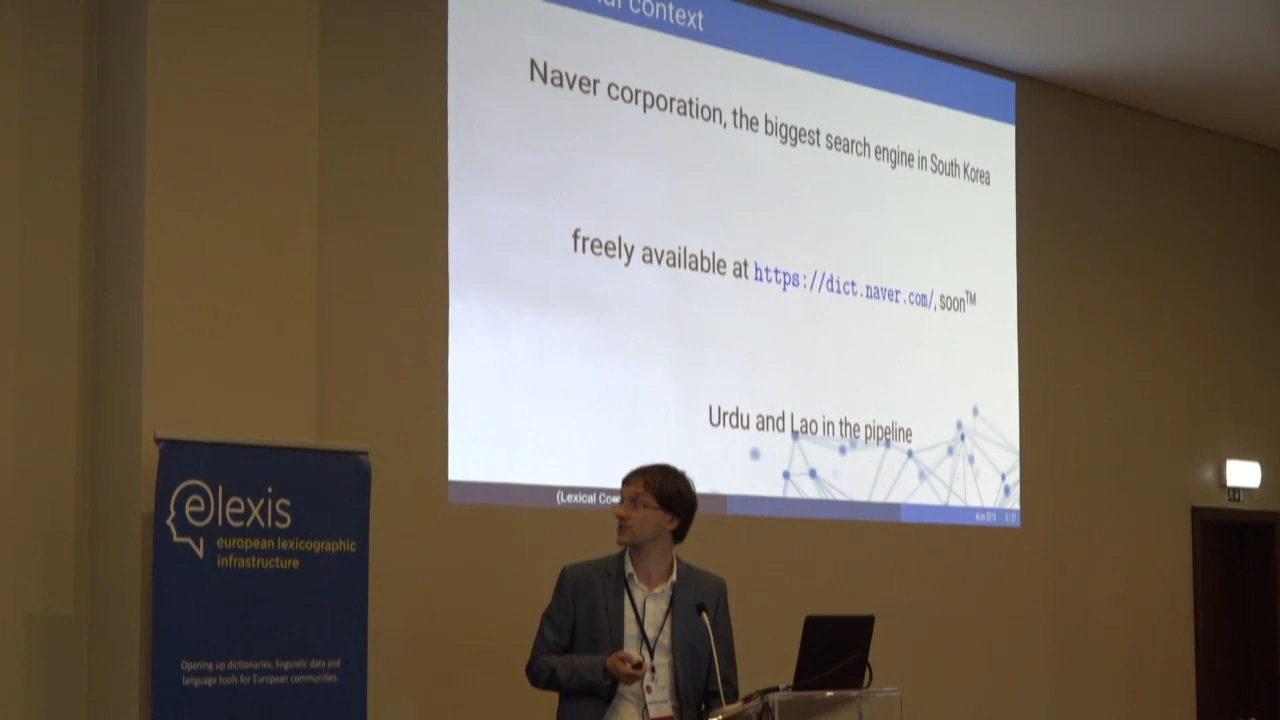 context
Naver corporation, the biggest search engine in South Korea
freely available at https://dict.naver.com/, soon™
Urdu and Lao in the pipeline
(Lexical
eLex 2019
elexis
european lexicographic
infrastructure
Opening up dictionaries, linguistic data and
language tools for European communities.